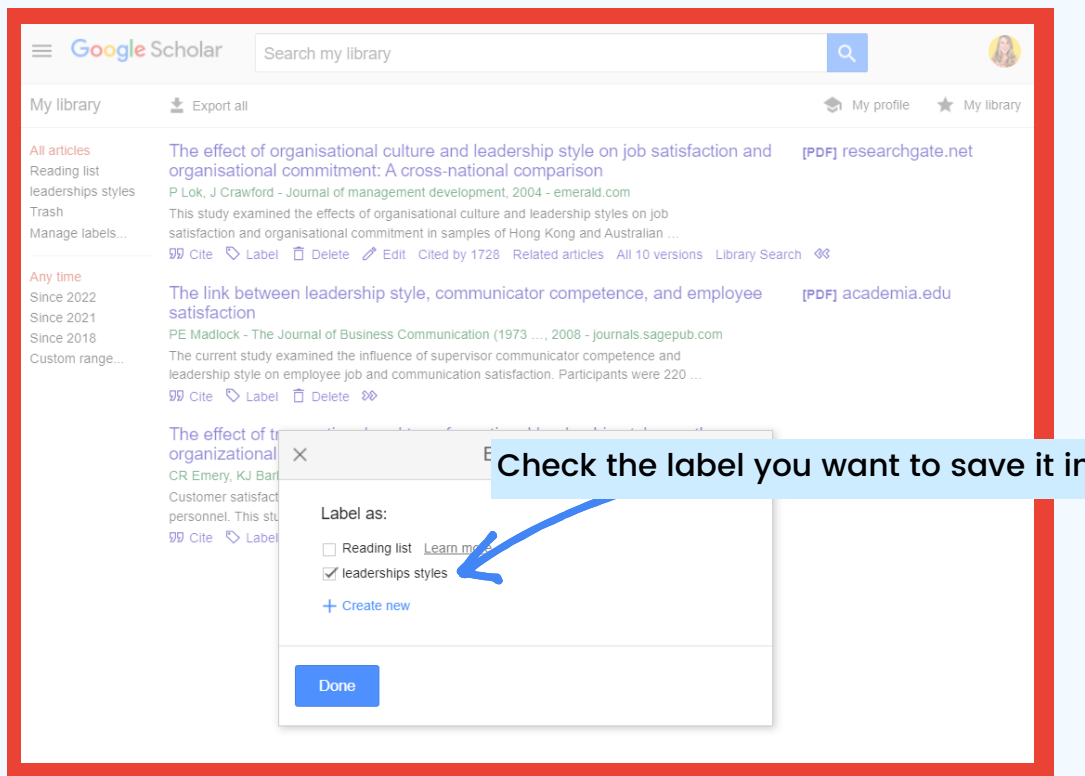 Google Scholar
Search my library
My library
Export all
My profile
My library
All articles
Reading list
leaderships styles
Trash
Manage labels...
Any time
Since 2022
Since 2021
Since 2018
Custom range...
The effect of organisational culture and leadership style on job satisfaction and
organisational commitment: A cross-national comparison
[PDF] researchgate.net
P Lok, J Crawford - Journal of management development, 2004 - emerald.com
This study examined the effects of organisational culture and leadership styles on job
satisfaction and organisational commitment in samples of Hong Kong and Australian ...
Cite Label Delete Edit Cited by 1728 Related articles All 10 versions Library Search
The link between leadership style, communicator competence, and employee
satisfaction
[PDF] academia.edu
PE Madlock - The Journal of Business Communication (1973 ..., 2008 - journals.sagepub.com
The current study examined the influence of supervisor communicator competence and
leadership style on employee job and communication satisfaction. Participants were 220 ...
Cite Label Delete
The effect of
organizational
CR Emery, KJ
Customer
personnel. This
Cite Label
Check the label you want to save it
Label as:
Reading list Learn more
leaderships styles
Create new
Done